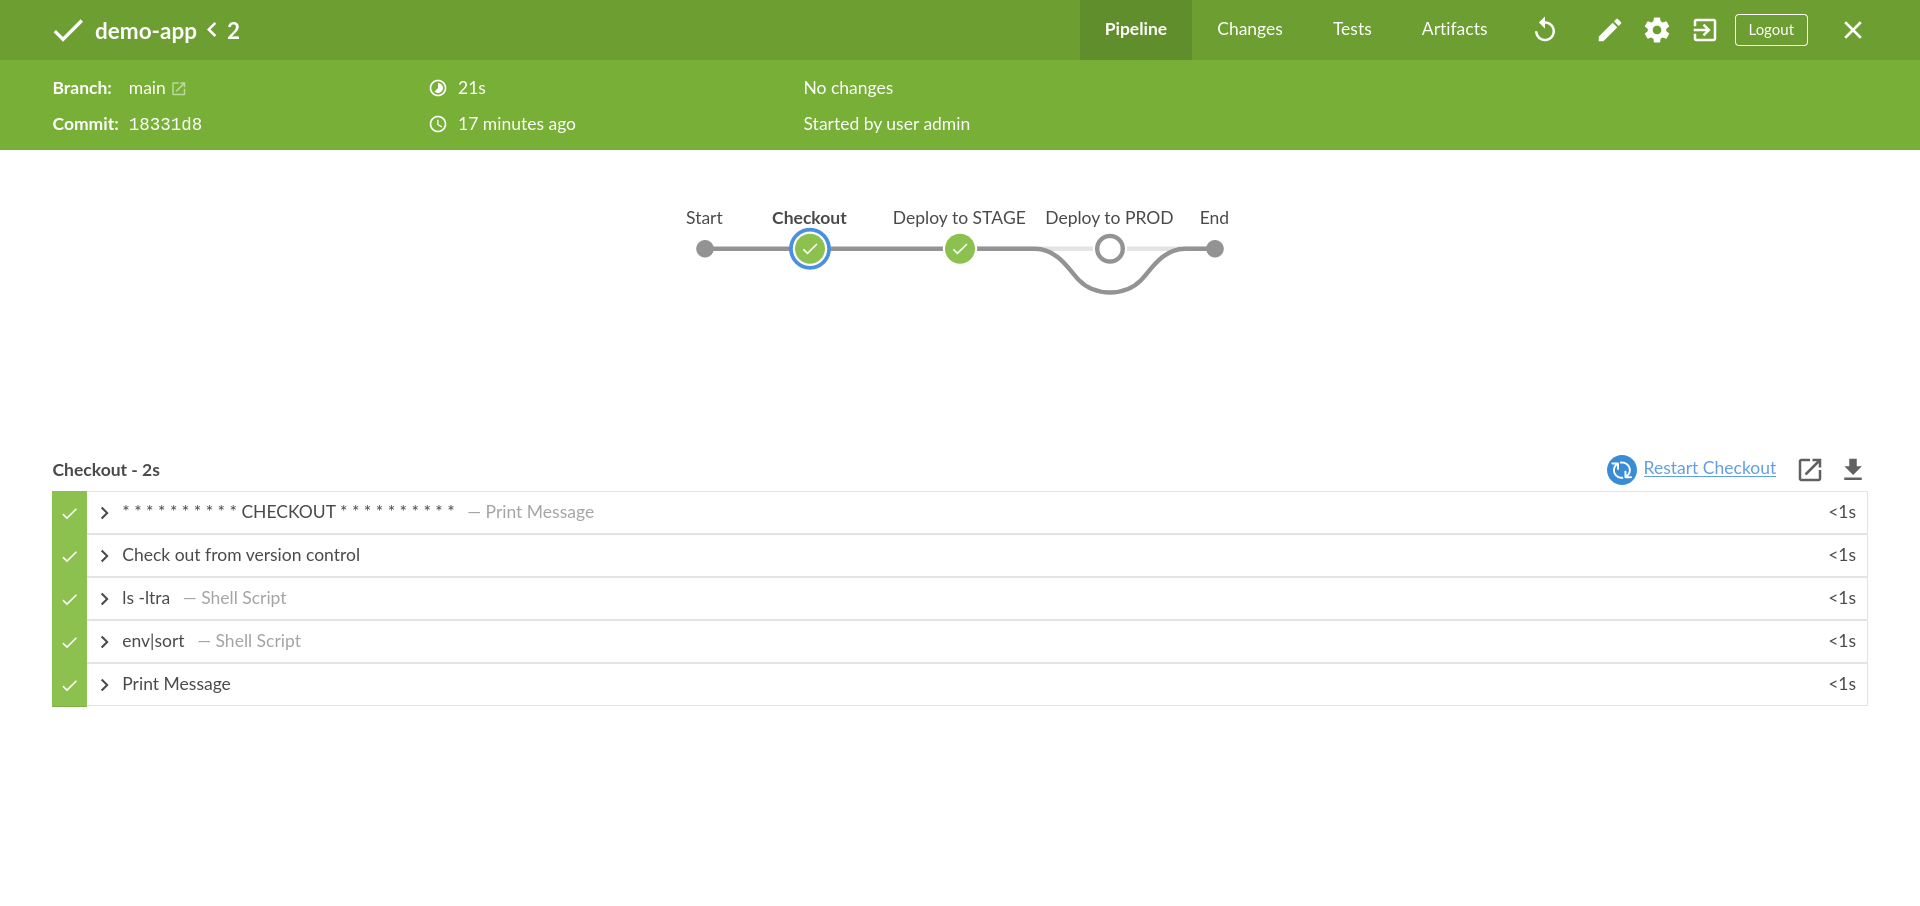 demo-app < 2
Pipeline Changes Tests Artifacts Logout
Branch: main 21s No changes
Commit: 18331d8 17 minutes ago Started by user admin
Start Checkout Deploy to STAGE Deploy to PROD End
Checkout - 2s Restart Checkout
* * * * * * * * * * CHECKOUT * * * * * * * * * * — Print Message <1s
Check out from version control <1s
ls -ltra — Shell Script <1s
env|sort — Shell Script <1s
Print Message <1s